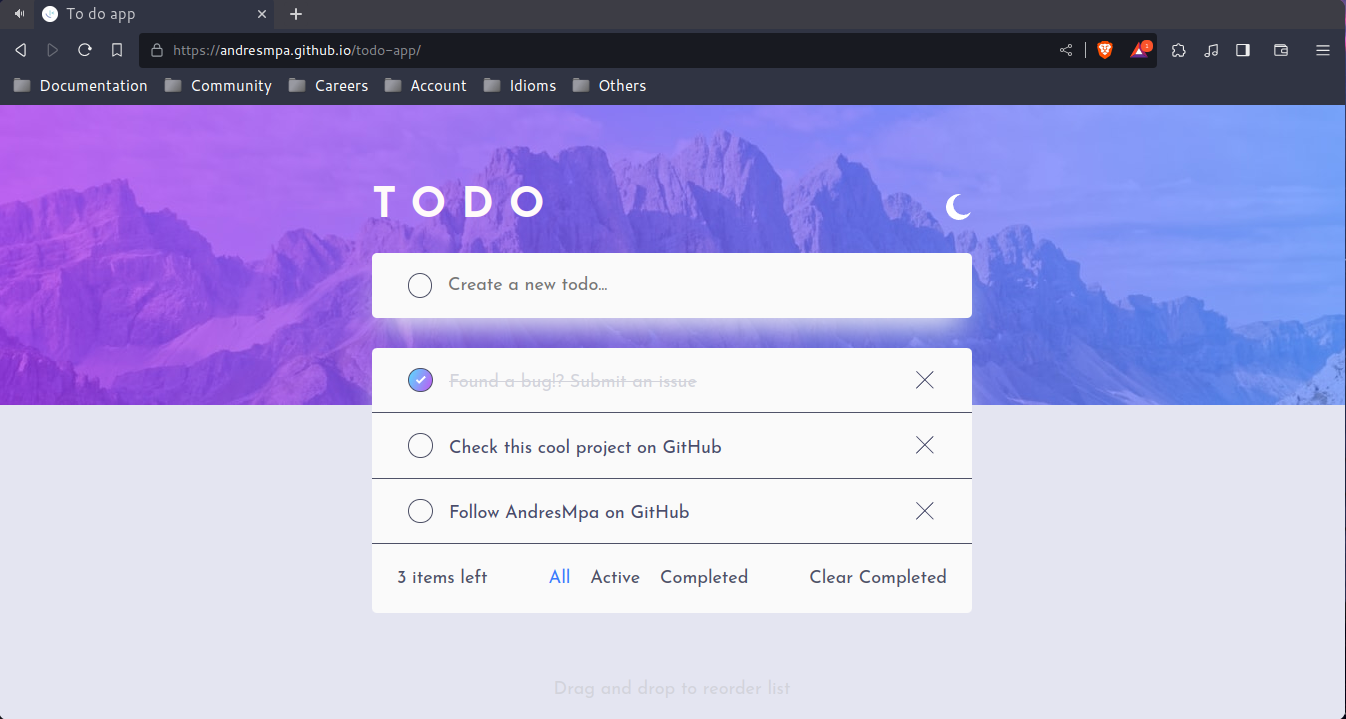 To do app
https://andresmpa.github.io/todo-app/
1
Documentation Community Careers Account Idioms Others
TODO
Create a new todo...
Found a bug!? Submit an issue
Check this cool project on GitHub
Follow AndresMpa on GitHub
3 items left All Active Completed Clear Completed
Drag and drop to reorder list